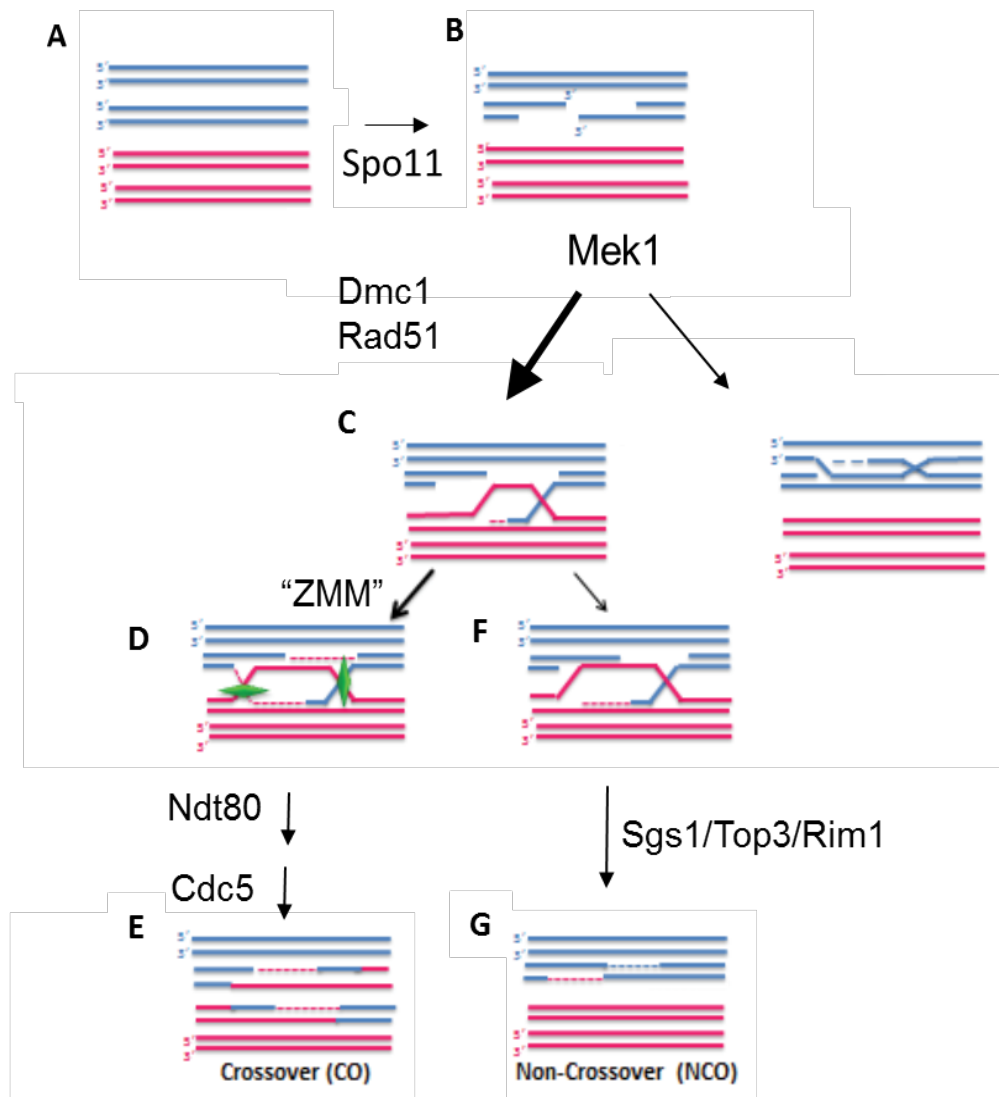 A
B
Spo11
Mek1
Dmc1
Rad51
C
“ZMM”
D
F
Ndt80
Sgs1/Top3/Rim1
Cdc5
E
G
Crossover (CO)
Non-Crossover (NCO)